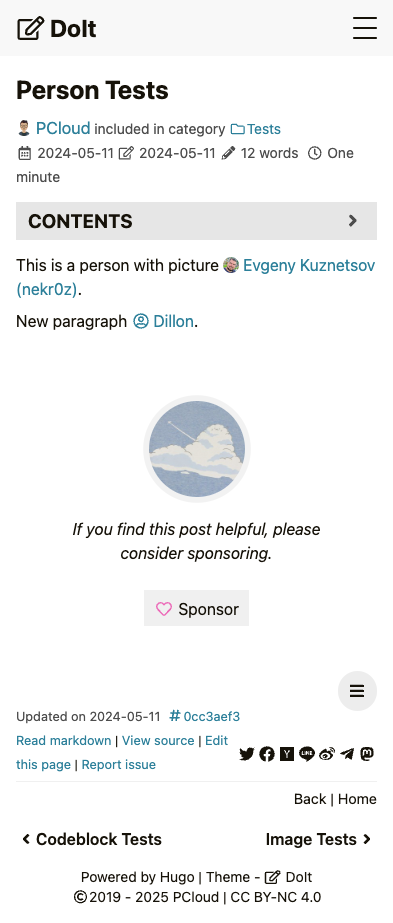 DoIt
Person Tests
PCloud included in category Tests
2024-05-11 2024-05-11 12 words One
minute
CONTENTS
This is a person with picture Evgeny Kuznetsov
(nekr0z).
New paragraph Dillon.
If you find this post helpful, please
consider sponsoring.
Sponsor
Updated on 2024-05-11 0cc3aef3
Read markdown | View source | Edit
this page | Report issue
Back | Home
Codeblock Tests Image Tests
Powered by Hugo | Theme - DoIt
©2019 - 2025 PCloud | CC BY-NC 4.0